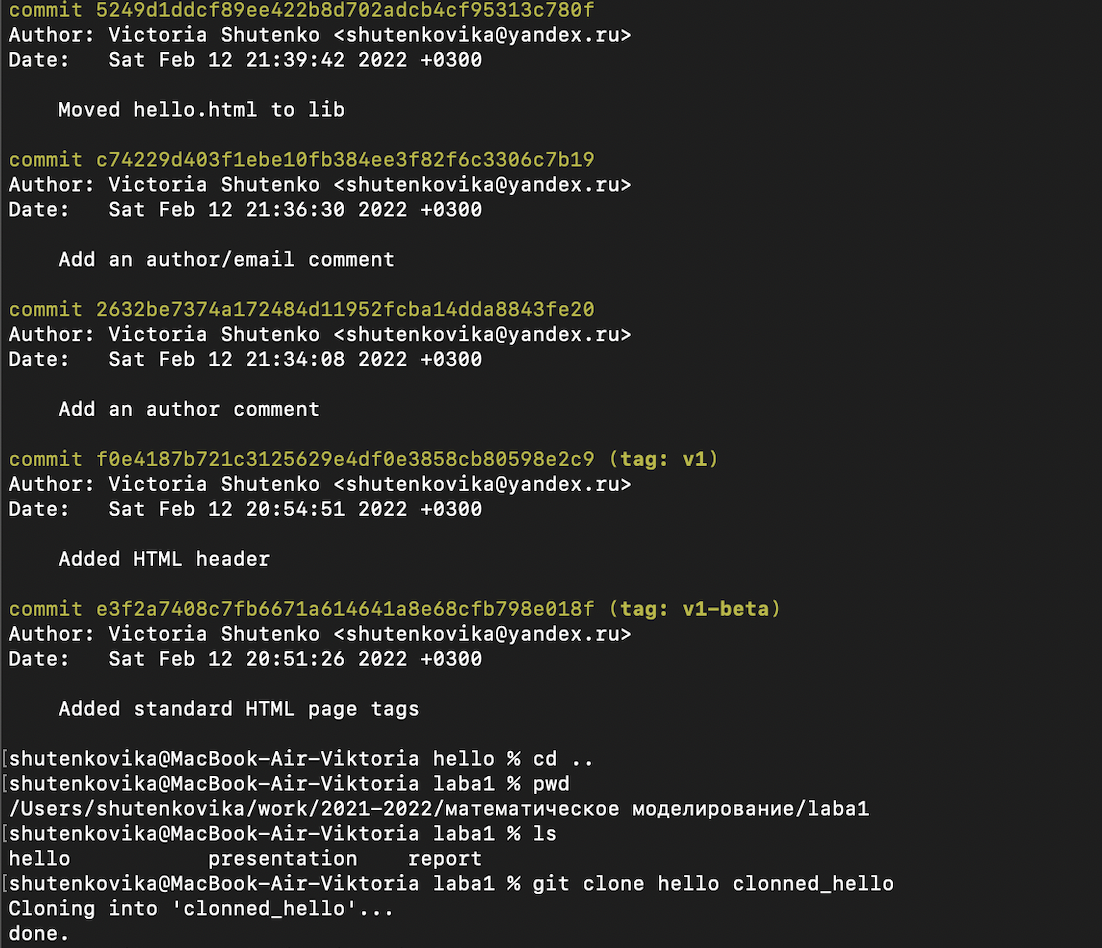 commit 5249d1ddcf89ee422b8d702adcb4cf95313c780f
Author: Victoria Shutenko <shutenkovika@yandex.ru>
Date:   Sat Feb 12 21:39:42 2022 +0300
    Moved hello.html to lib
commit c74229d403f1ebe10fb384ee3f82f6c3306c7b19
Author: Victoria Shutenko <shutenkovika@yandex.ru>
Date:   Sat Feb 12 21:36:30 2022 +0300
    Add an author/email comment
commit 2632be7374a172484d11952fcba14dda8843fe20
Author: Victoria Shutenko <shutenkovika@yandex.ru>
Date:   Sat Feb 12 21:34:08 2022 +0300
    Add an author comment
commit f0e4187b721c3125629e4df0e3858cb80598e2c9 (tag: v1)
Author: Victoria Shutenko <shutenkovika@yandex.ru>
Date:   Sat Feb 12 20:54:51 2022 +0300
    Added HTML header
commit e3f2a7408c7fb6671a614641a8e68cfb798e018f (tag: v1-beta)
Author: Victoria Shutenko <shutenkovika@yandex.ru>
Date:   Sat Feb 12 20:51:26 2022 +0300
    Added standard HTML page tags
[shutenkovika@MacBook-Air-Viktoria hello % cd ..
[shutenkovika@MacBook-Air-Viktoria laba1 % pwd
/Users/shutenkovika/work/2021-2022/математическое моделирование/laba1
[shutenkovika@MacBook-Air-Viktoria laba1 % ls
hello           presentation    report
[shutenkovika@MacBook-Air-Viktoria laba1 % git clone hello clonned_hello
Cloning into 'clonned_hello'...
done.